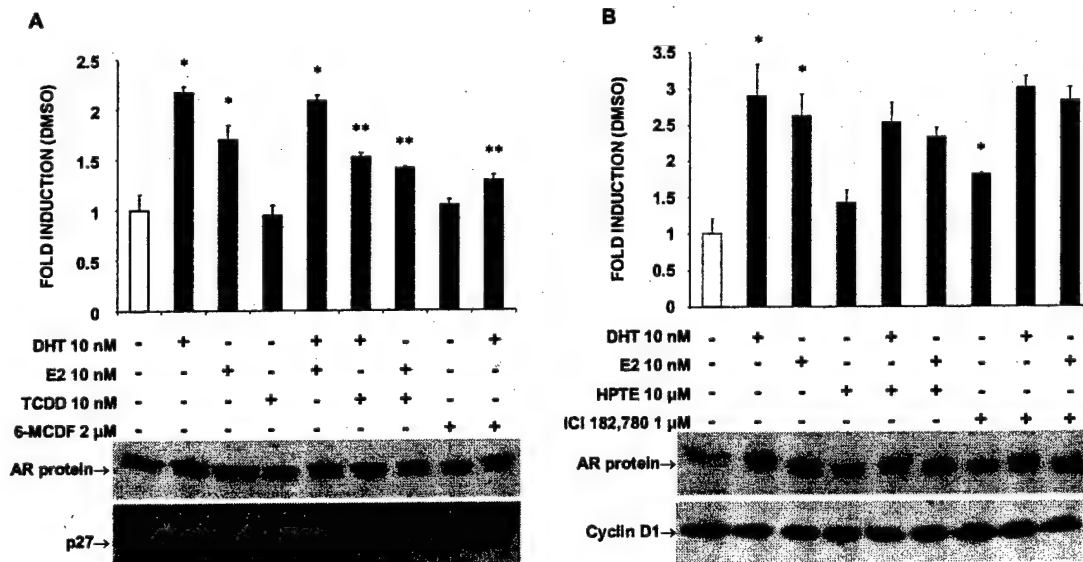 A
FOLD INDUCTION (DMSO)
2.5
2
1.5
1
0.5
0
* * * ** ** **
DHT 10 nM - + - - + + - - +
E2 10 nM - - + - + - + - -
TCDD 10 nM - - - + - + + - -
6-MCDF 2 µM - - - - - - - + +
AR protein→
p27→
B
FOLD INDUCTION (DMSO)
3.5
3
2.5
2
1.5
1
0.5
0
* * *
DHT 10 nM - + - - + - - + -
E2 10 nM - - + - - + - - +
HPTE 10 µM - - - + + + - - -
ICI 182,780 1 µM - - - - - - + + +
AR protein→
Cyclin D1→